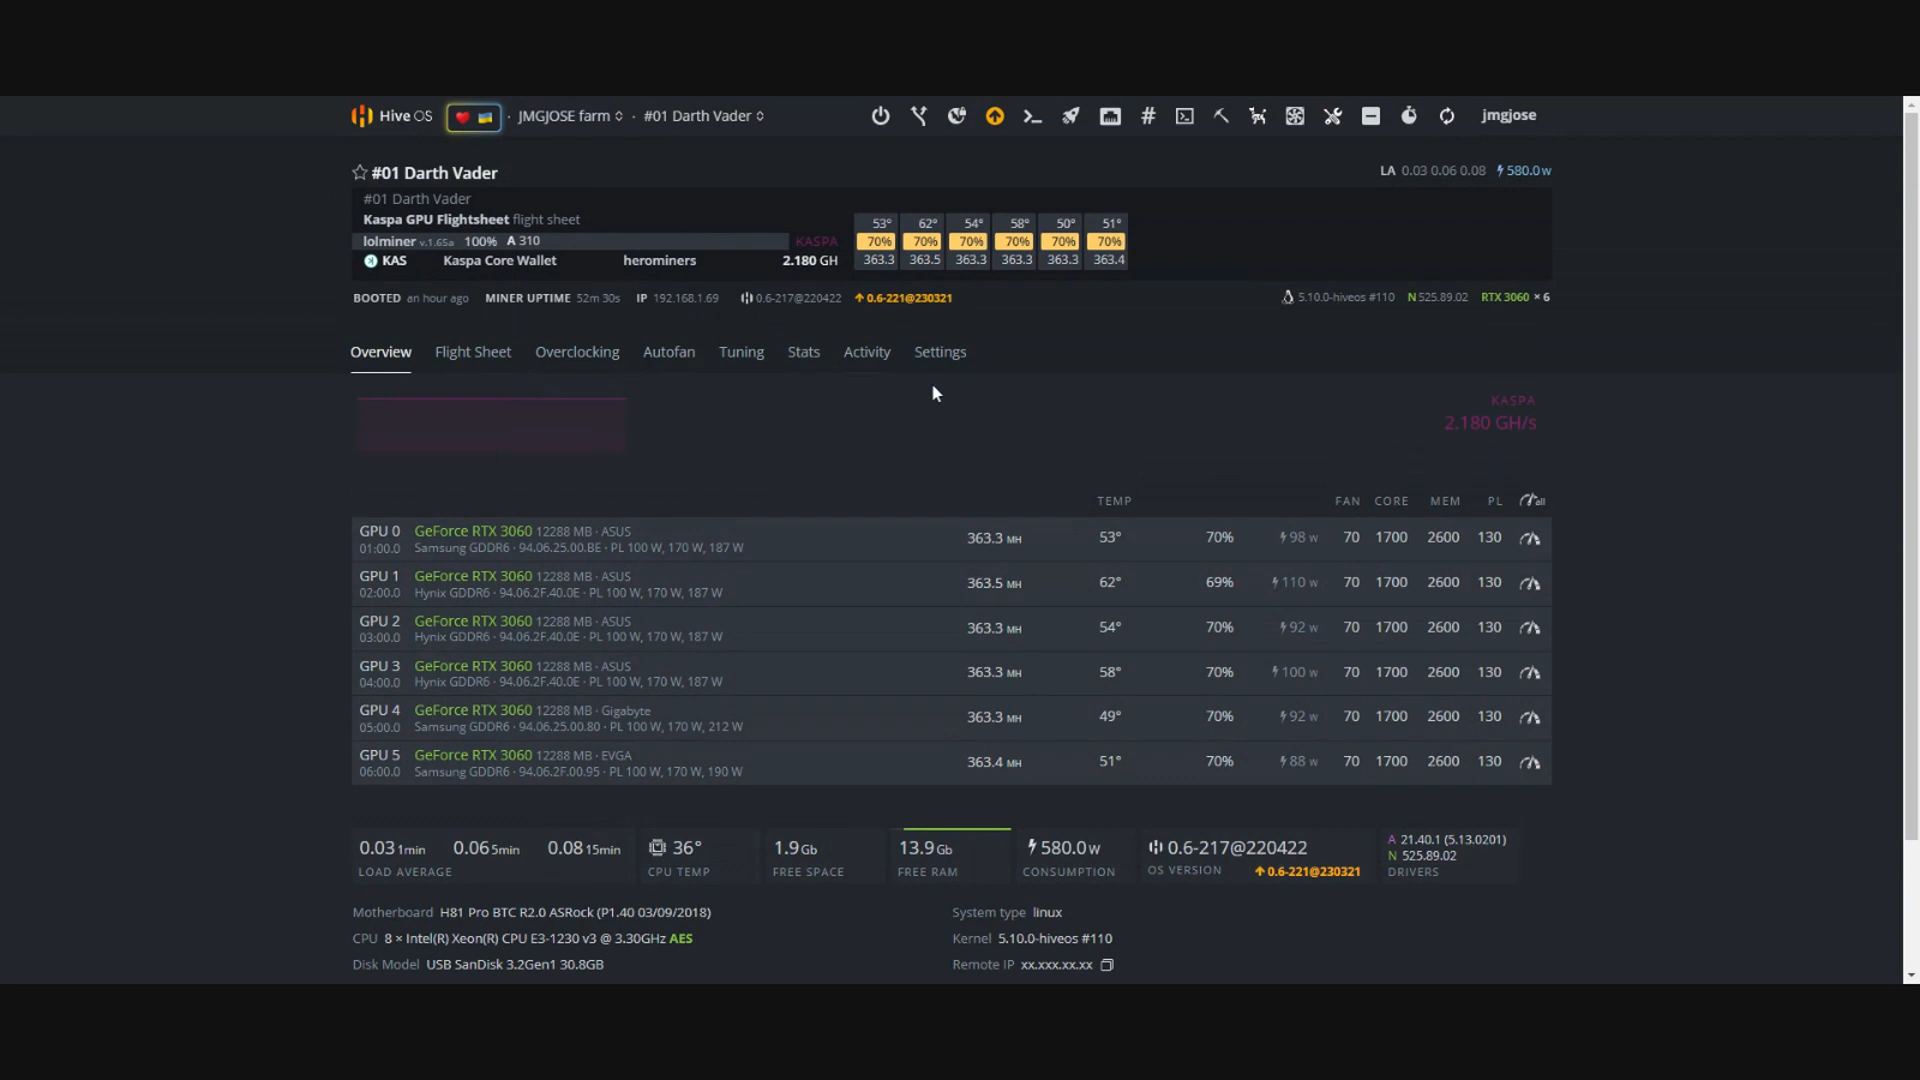 Hive OS · JMGJOSE farm · #01 Darth Vader jmgjose
#01 Darth Vader LA 0.03 0.06 0.08 580.0 w
#01 Darth Vader
Kaspa GPU Flightsheet flight sheet 53° 62° 54° 58° 50° 51°
lolminer v.1.65a 100% A 310 KASPA 70% 70% 70% 70% 70% 70%
KAS Kaspa Core Wallet herominers 2.180 GH 363.3 363.5 363.3 363.3 363.3 363.4
BOOTED an hour ago MINER UPTIME 52m 30s IP 192.168.1.69 0.6-217@220422 0.6-221@230321 5.10.0-hiveos #110 N 525.89.02 RTX 3060 × 6
Overview Flight Sheet Overclocking Autofan Tuning Stats Activity Settings
KASPA
2.180 GH/s
TEMP FAN CORE MEM PL all
GPU 0 GeForce RTX 3060 12288 MB · ASUS 363.3 MH 53° 70% 98 w 70 1700 2600 130
01:00.0 Samsung GDDR6 · 94.06.25.00.BE · PL 100 W, 170 W, 187 W
GPU 1 GeForce RTX 3060 12288 MB · ASUS 363.5 MH 62° 69% 110 w 70 1700 2600 130
02:00.0 Hynix GDDR6 · 94.06.2F.40.0E · PL 100 W, 170 W, 187 W
GPU 2 GeForce RTX 3060 12288 MB · ASUS 363.3 MH 54° 70% 92 w 70 1700 2600 130
03:00.0 Hynix GDDR6 · 94.06.2F.40.0E · PL 100 W, 170 W, 187 W
GPU 3 GeForce RTX 3060 12288 MB · ASUS 363.3 MH 58° 70% 100 w 70 1700 2600 130
04:00.0 Hynix GDDR6 · 94.06.2F.40.0E · PL 100 W, 170 W, 187 W
GPU 4 GeForce RTX 3060 12288 MB · Gigabyte 363.3 MH 49° 70% 92 w 70 1700 2600 130
05:00.0 Samsung GDDR6 · 94.06.25.00.80 · PL 100 W, 170 W, 212 W
GPU 5 GeForce RTX 3060 12288 MB · EVGA 363.4 MH 51° 70% 88 w 70 1700 2600 130
06:00.0 Samsung GDDR6 · 94.06.2F.00.95 · PL 100 W, 170 W, 190 W
0.03 1min 0.06 5min 0.08 15min 36° 1.9 Gb 13.9 Gb 580.0 w 0.6-217@220422 A 21.40.1 (5.13.0201)
N 525.89.02
LOAD AVERAGE CPU TEMP FREE SPACE FREE RAM CONSUMPTION OS VERSION 0.6-221@230321 DRIVERS
Motherboard H81 Pro BTC R2.0 ASRock (P1.40 03/09/2018) System type linux
CPU 8 × Intel(R) Xeon(R) CPU E3-1230 v3 @ 3.30GHz AES Kernel 5.10.0-hiveos #110
Disk Model USB SanDisk 3.2Gen1 30.8GB Remote IP xx.xxx.xx.xx